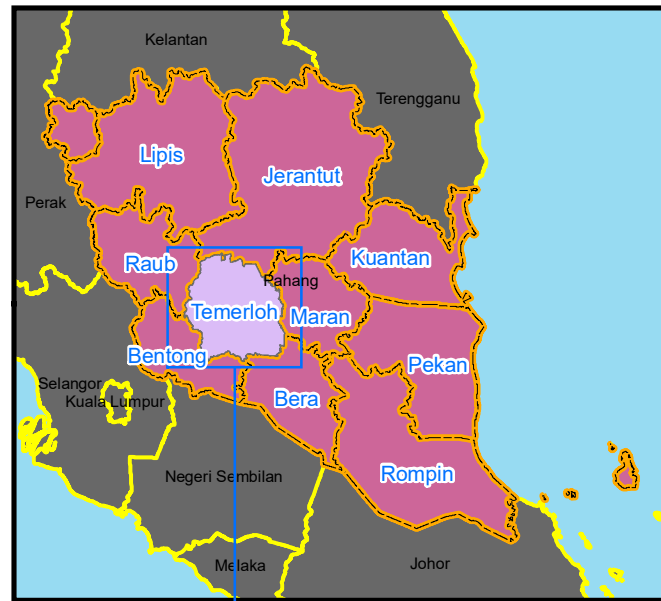 Kelantan
Terengganu
Lipis
Jerantut
Perak
Kuantan
Raub
Pahang
Temerloh
Maran
Bentong
Pekan
Selangor
Kuala Lumpur
Bera
Rompin
Negeri Sembilan
Melaka
Johor